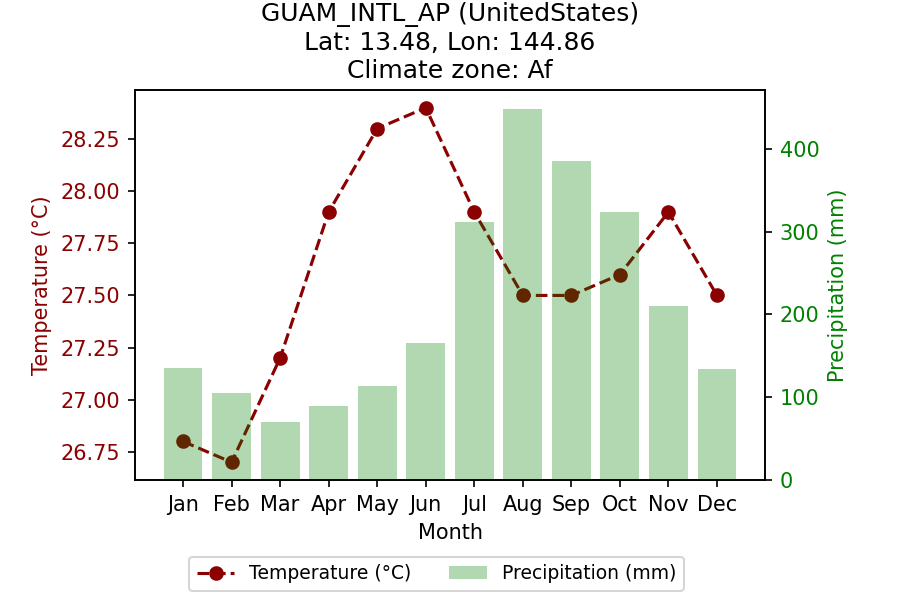 GUAM_INTL_AP (UnitedStates)
Lat: 13.48, Lon: 144.86
Climate zone: Af
28.25
28.00
27.75
27.50
27.25
27.00
26.75
Temperature (°C)
400
300
200
100
0
Precipitation (mm)
Jan Feb Mar Apr May Jun Jul Aug Sep Oct Nov Dec
Month
Temperature (°C) Precipitation (mm)